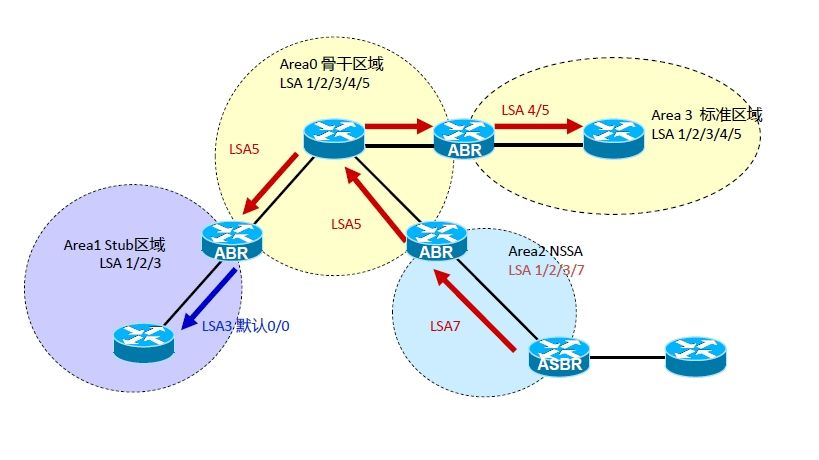 Area0 骨干区域
LSA 1/2/3/4/5
LSA 4/5
Area 3 标准区域
LSA 1/2/3/4/5
ABR
LSA5
LSA5
Area1 Stub区域
LSA 1/2/3
ABR
ABR
Area2 NSSA
LSA 1/2/3/7
LSA3 默认0/0
LSA7
ASBR